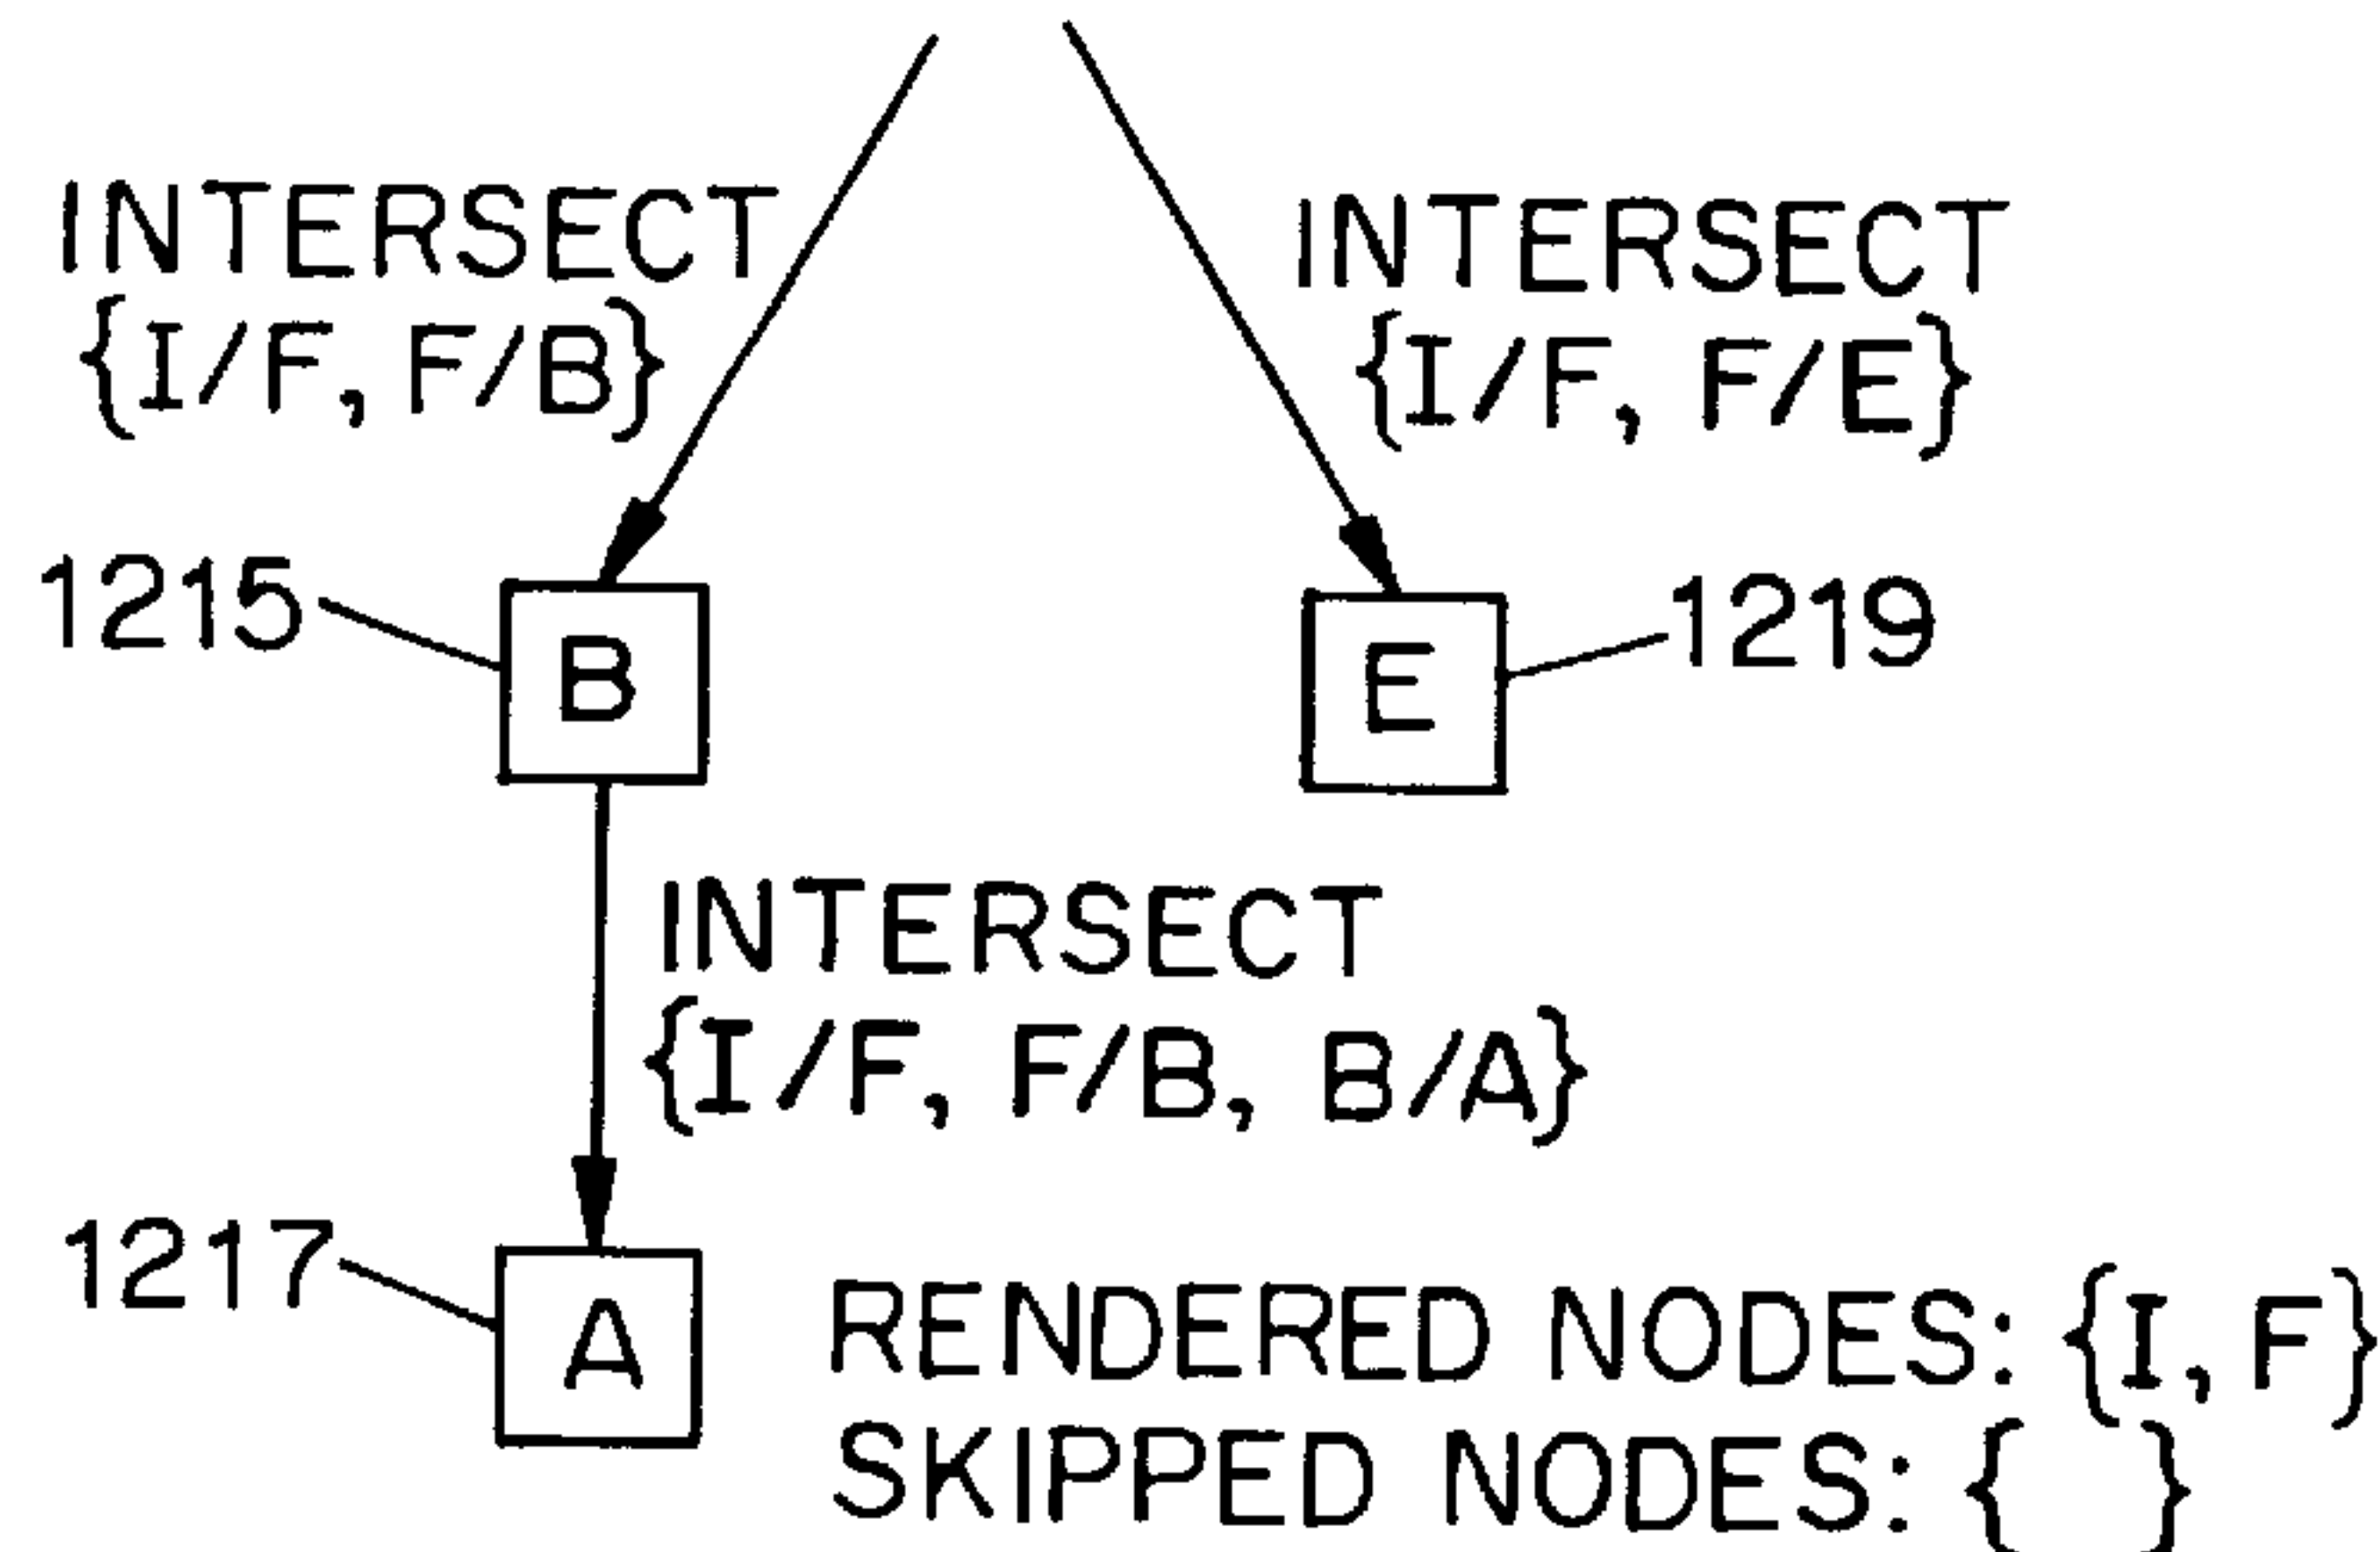 INTERSECT
{I/F, F/B}
INTERSECT
{I/F, F/E}
1215
B
E
1219
INTERSECT
{I/F, F/B, B/A}
1217
A
RENDERED NODES: {I, F}
SKIPPED NODES: { }